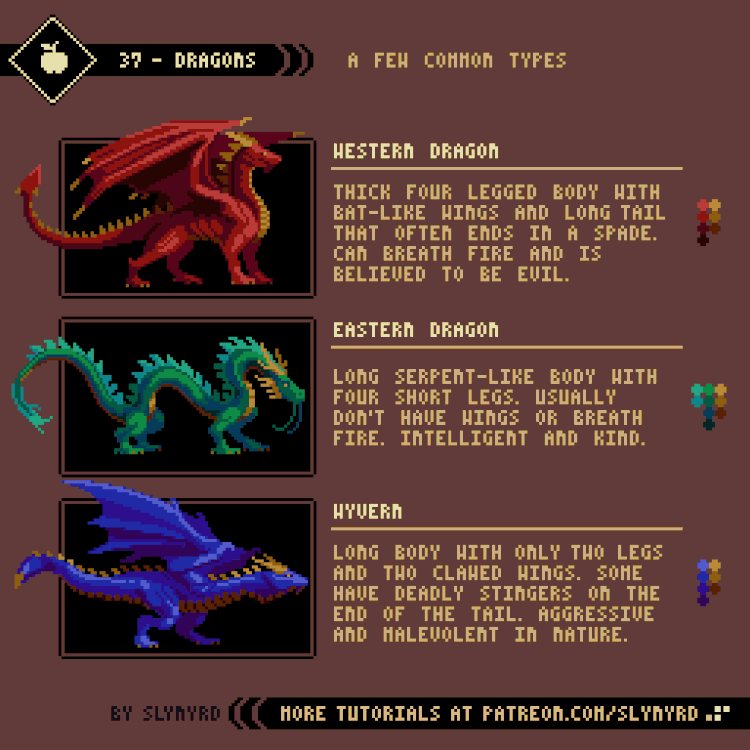 37 - DRAGONS
A FEW COMMON TYPES
WESTERN DRAGON
THICK FOUR LEGGED BODY WITH
BAT-LIKE WINGS AND LONG TAIL
THAT OFTEN ENDS IN A SPADE.
CAN BREATH FIRE AND IS
BELIEVED TO BE EVIL.
EASTERN DRAGON
LONG SERPENT-LIKE BODY WITH
FOUR SHORT LEGS. USUALLY
DON'T HAVE WINGS OR BREATH
FIRE. INTELLIGENT AND KIND.
WYVERN
LONG BODY WITH ONLY TWO LEGS
AND TWO CLAWED WINGS. SOME
HAVE DEADLY STINGERS ON THE
END OF THE TAIL. AGGRESSIVE
AND MALEVOLENT IN NATURE.
BY SLYNYRD
MORE TUTORIALS AT PATREON.COM/SLYNYRD